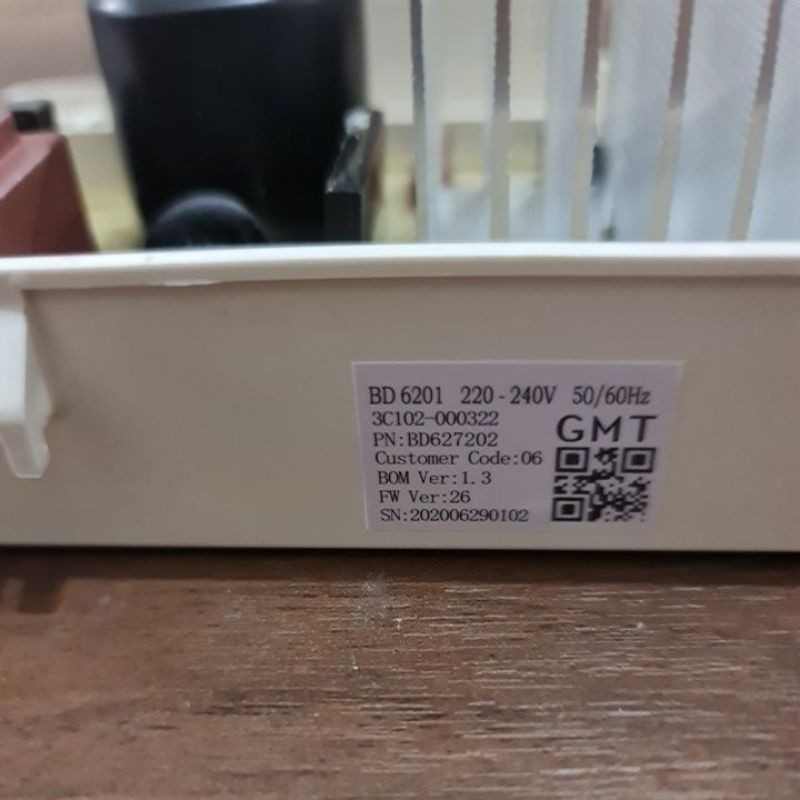 BD 6201 220-240V 50/60Hz
3C102-000322
GMT
PN:BD627202
Customer Code:06
BOM Ver:1.3
FW Ver:26
SN:202006290102